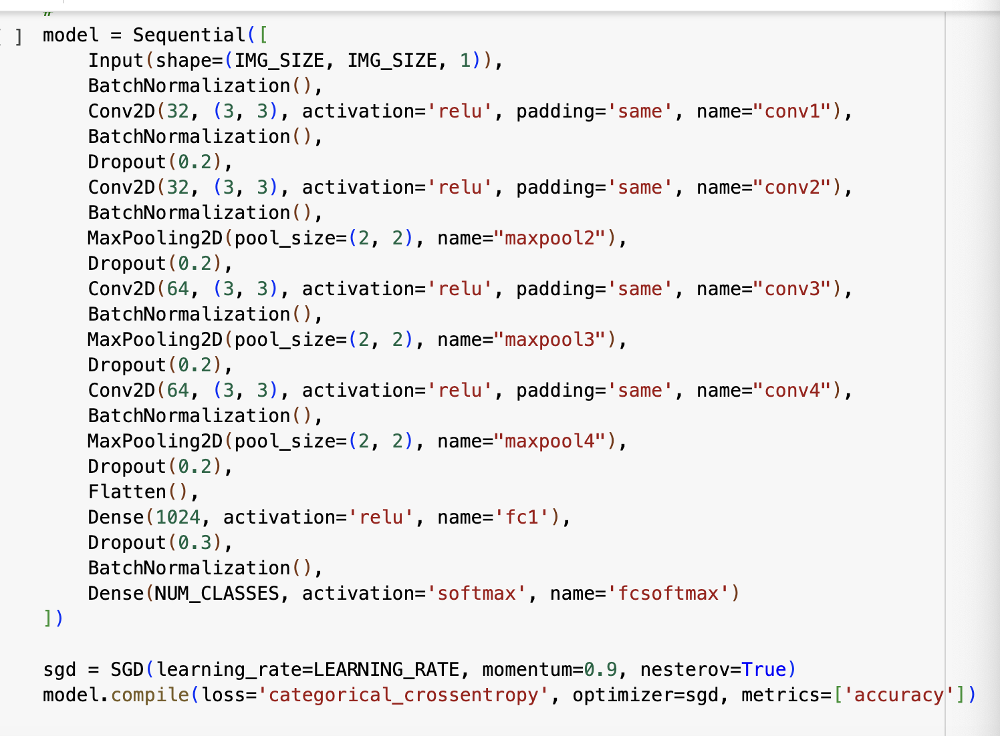 #
] model = Sequential([
    Input(shape=(IMG_SIZE, IMG_SIZE, 1)),
    BatchNormalization(),
    Conv2D(32, (3, 3), activation='relu', padding='same', name="conv1"),
    BatchNormalization(),
    Dropout(0.2),
    Conv2D(32, (3, 3), activation='relu', padding='same', name="conv2"),
    BatchNormalization(),
    MaxPooling2D(pool_size=(2, 2), name="maxpool2"),
    Dropout(0.2),
    Conv2D(64, (3, 3), activation='relu', padding='same', name="conv3"),
    BatchNormalization(),
    MaxPooling2D(pool_size=(2, 2), name="maxpool3"),
    Dropout(0.2),
    Conv2D(64, (3, 3), activation='relu', padding='same', name="conv4"),
    BatchNormalization(),
    MaxPooling2D(pool_size=(2, 2), name="maxpool4"),
    Dropout(0.2),
    Flatten(),
    Dense(1024, activation='relu', name='fc1'),
    Dropout(0.3),
    BatchNormalization(),
    Dense(NUM_CLASSES, activation='softmax', name='fcsoftmax')
])
sgd = SGD(learning_rate=LEARNING_RATE, momentum=0.9, nesterov=True)
model.compile(loss='categorical_crossentropy', optimizer=sgd, metrics=['accuracy'])